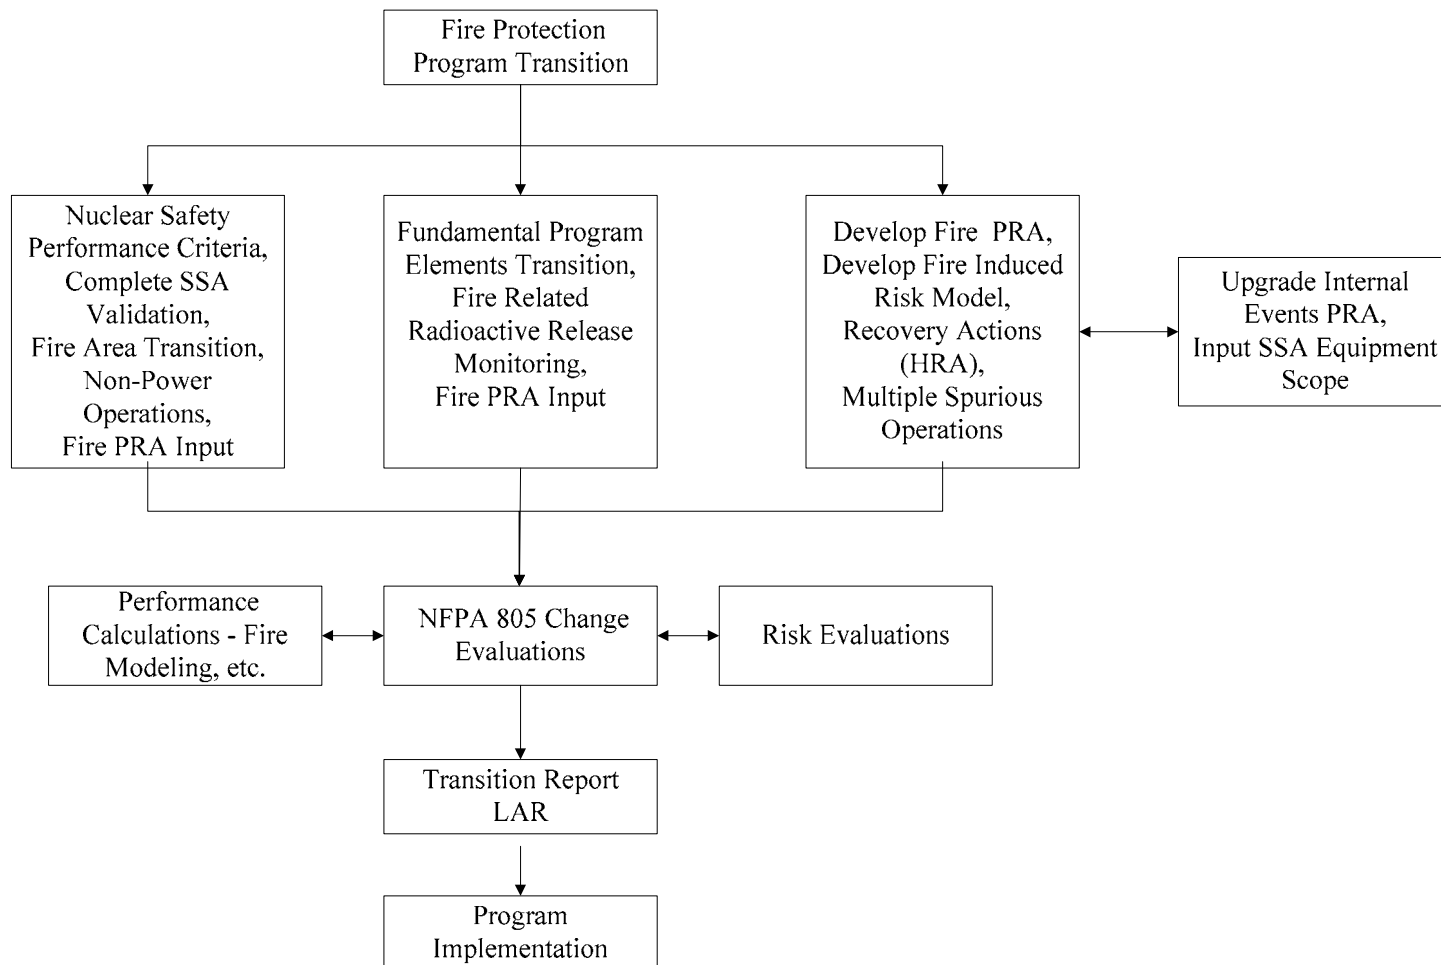 Fire Protection
Program Transition
Nuclear Safety
Performance Criteria,
Complete SSA
Validation,
Fire Area Transition,
Non-Power
Operations,
Fire PRA Input
Fundamental Program
Elements Transition,
Fire Related
Radioactive Release
Monitoring,
Fire PRA Input
Develop Fire PRA,
Develop Fire Induced
Risk Model,
Recovery Actions
(HRA),
Multiple Spurious
Operations
Upgrade Internal
Events PRA,
Input SSA Equipment
Scope
Performance
Calculations - Fire
Modeling, etc.
NFPA 805 Change
Evaluations
Risk Evaluations
Transition Report
LAR
Program
Implementation